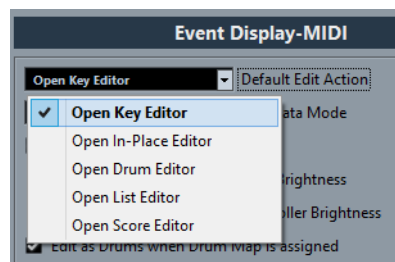 Event Display-MIDI
Open Key Editor Default Edit Action
Open Key Editor ata Mode
Open In-Place Editor
Open Drum Editor rightness
Open List Editor oller Brightness
Open Score Editor
Edit as Drums when Drum Map is assigned